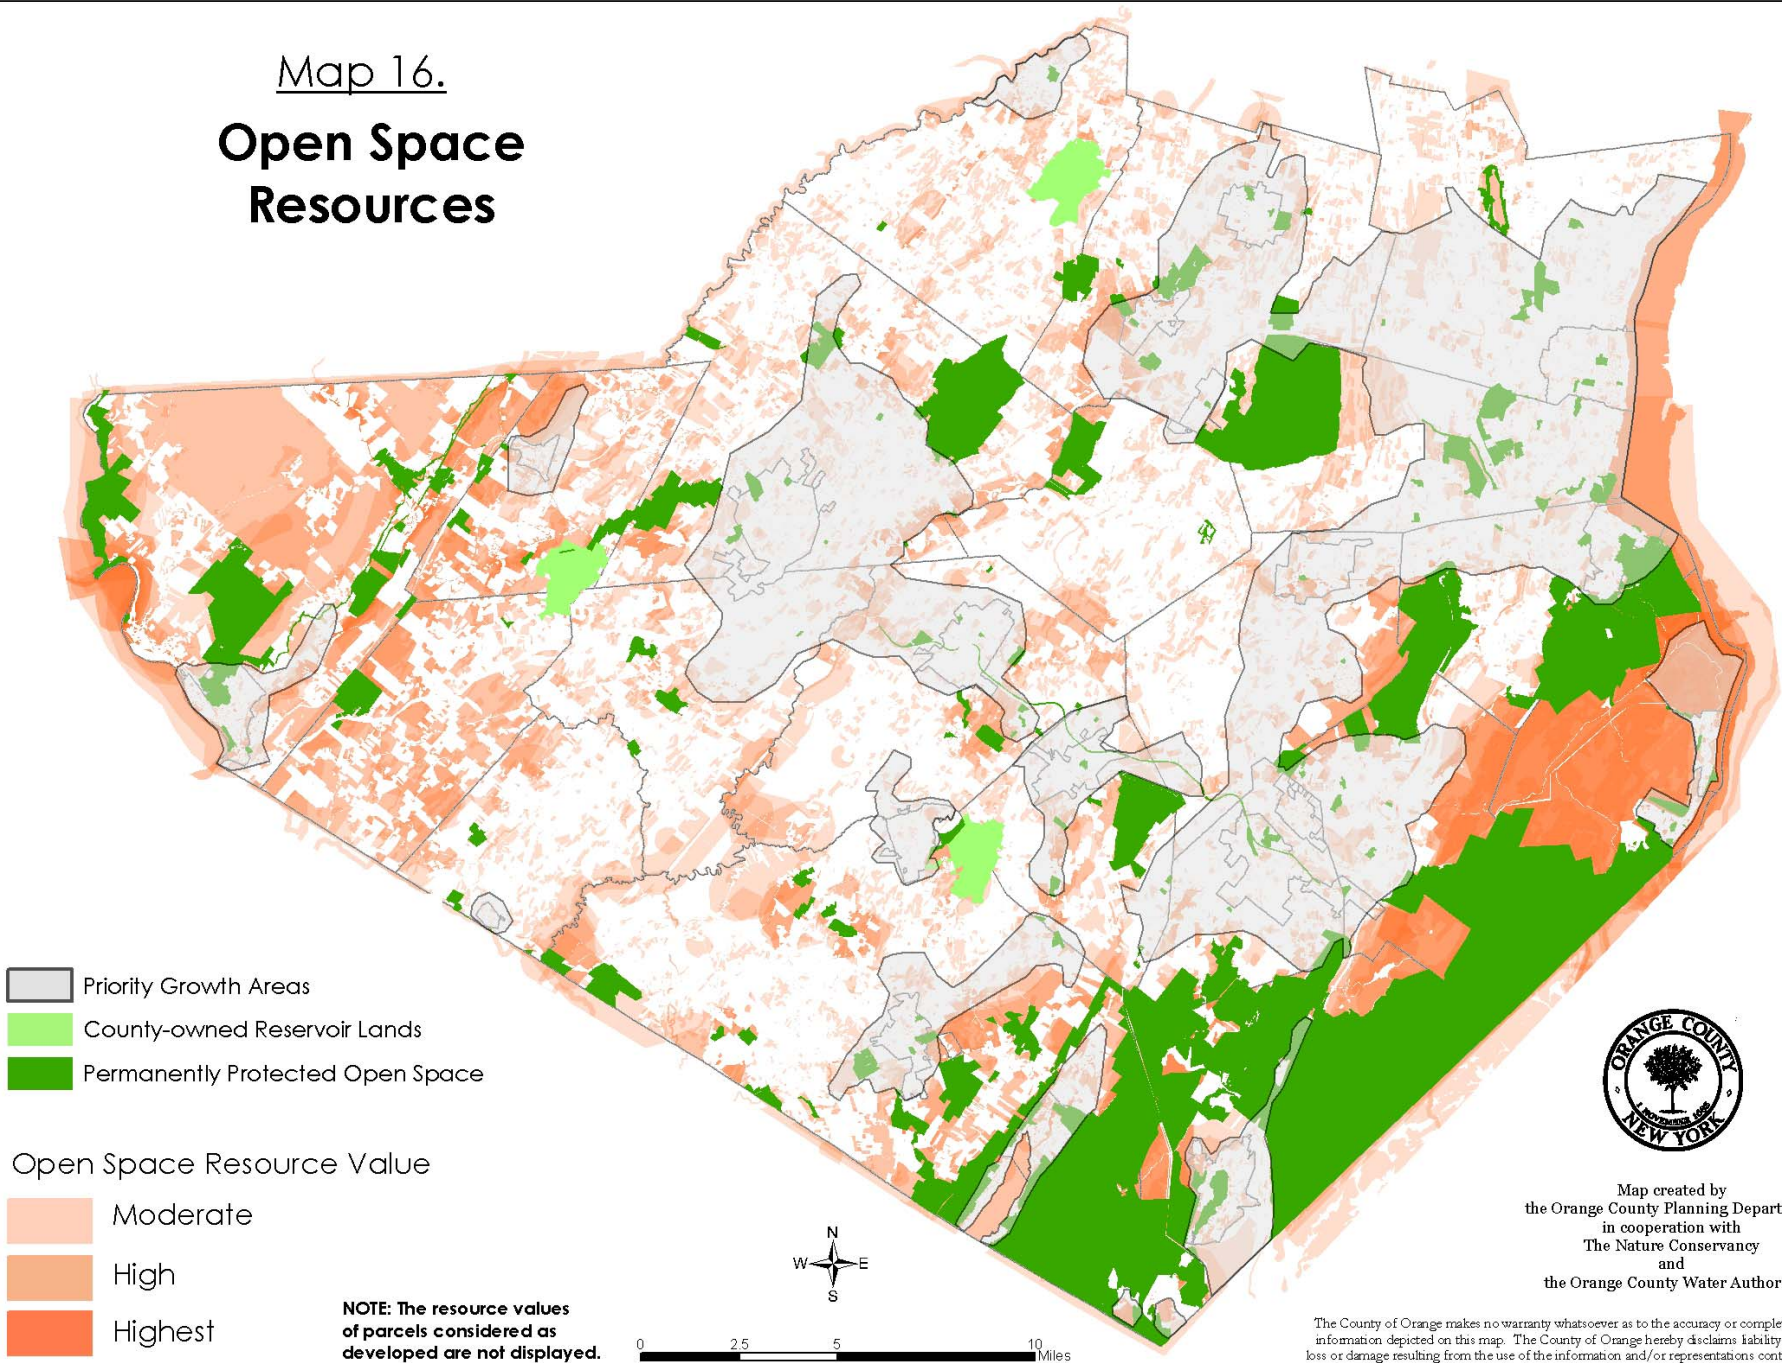 Map 16.
Open Space
Resources
Priority Growth Areas
County-owned Reservoir Lands
Permanently Protected Open Space
Open Space Resource Value
Moderate
High
Highest
NOTE: The resource values
of parcels considered as
developed are not displayed.
N
W E
S
0 2.5 5 10
Miles
ORANGE COUNTY
1 NOVEMBER 1683
NEW YORK
Map created by
the Orange County Planning Depart
in cooperation with
The Nature Conservancy
and
the Orange County Water Author
The County of Orange makes no warranty whatsoever as to the accuracy or comple
information depicted on this map. The County of Orange hereby disclaims liability
loss or damage resulting from the use of the information and/or representations cont